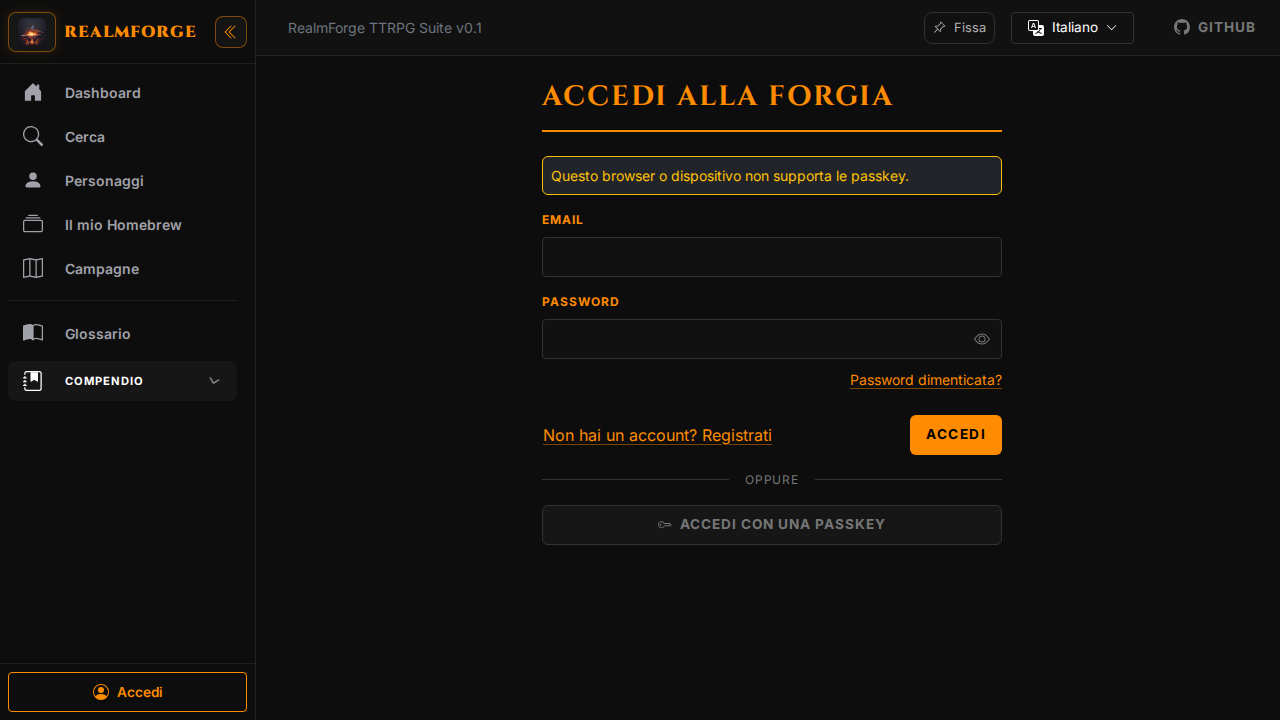 REALMFORGE
Dashboard
Cerca
Personaggi
Il mio Homebrew
Campagne
Glossario
COMPENDIO
Accedi
RealmForge TTRPG Suite v0.1
Fissa
Italiano
GITHUB
ACCEDI ALLA FORGIA
Questo browser o dispositivo non supporta le passkey.
EMAIL
PASSWORD
Password dimenticata?
Non hai un account? Registrati
ACCEDI
OPPURE
ACCEDI CON UNA PASSKEY